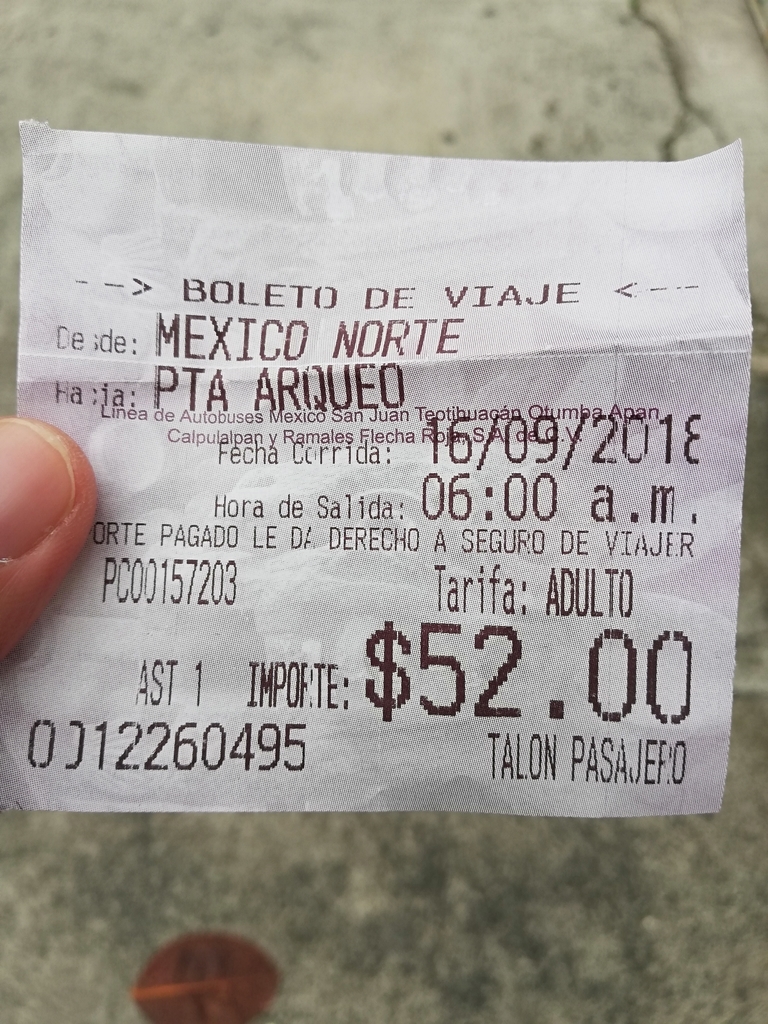 --> BOLETO DE VIAJE <---
Desde: MEXICO NORTE
Hacia: PTA ARQUEO
Línea de Autobuses México San Juan Teotihuacán Otumba Apan
Calpulalpan y Ramales Flecha Roja, S.A. de C.V.
Fecha Corrida: 16/09/2018
Hora de Salida: 06:00 a.m.
ORTE PAGADO LE DA DERECHO A SEGURO DE VIAJER
PC00157203 Tarifa: ADULTO
AST 1 IMPORTE: $52.00
0012260495 TALON PASAJERO